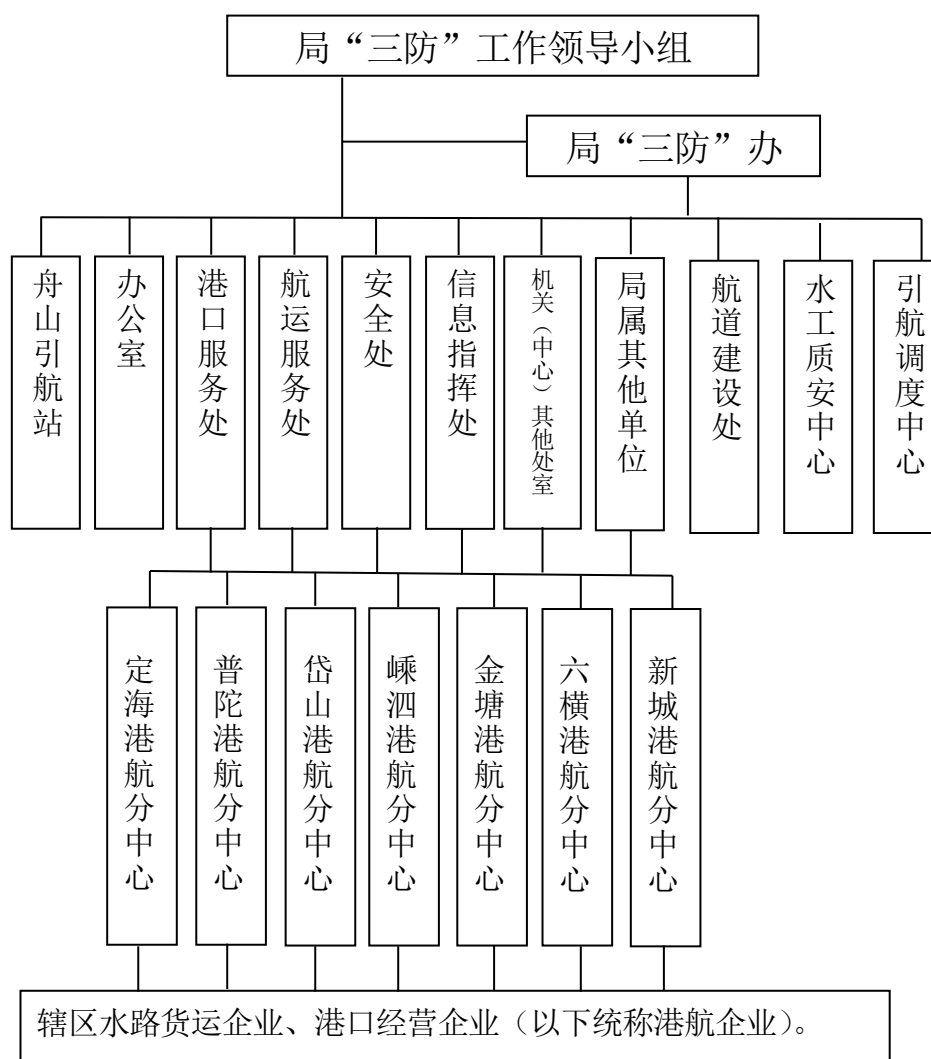 局“三防”工作领导小组
局“三防”办
舟山引航站
办公室
港口服务处
航运服务处
安全处
信息指挥处
机关（中心）其他处室
局属其他单位
航道建设处
水工质安中心
引航调度中心
定海港航分中心
普陀港航分中心
岱山港航分中心
嵊泗港航分中心
金塘港航分中心
六横港航分中心
新城港航分中心
辖区水路货运企业、港口经营企业（以下统称港航企业）。